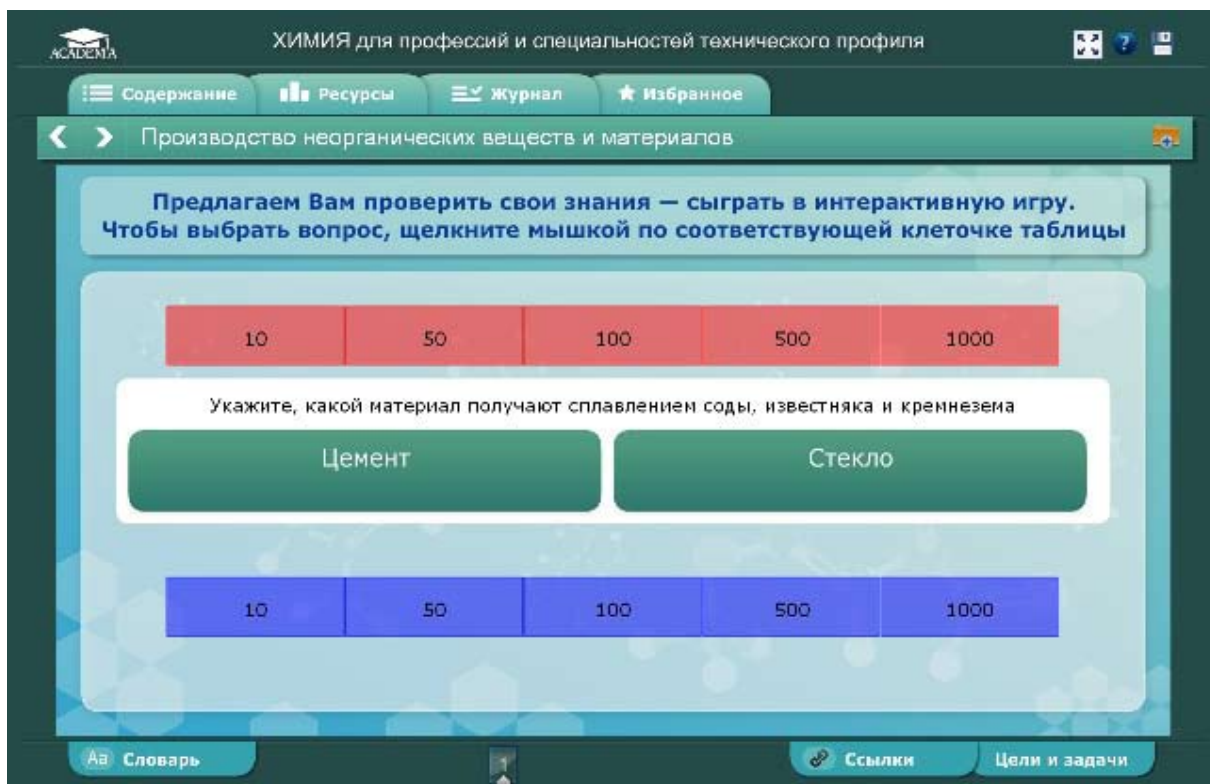 ACADEMIA
ХИМИЯ для профессий и специальностей технического профиля
?
Содержание
Ресурсы
Журнал
Избранное
Производство неорганических веществ и материалов
Предлагаем Вам проверить свои знания — сыграть в интерактивную игру.
Чтобы выбрать вопрос, щелкните мышкой по соответствующей клеточке таблицы
10 50 100 500 1000
Укажите, какой материал получают сплавлением соды, известняка и кремнезема
Цемент Стекло
10 50 100 500 1000
Aa Словарь
1
Ссылки
Цели и задачи